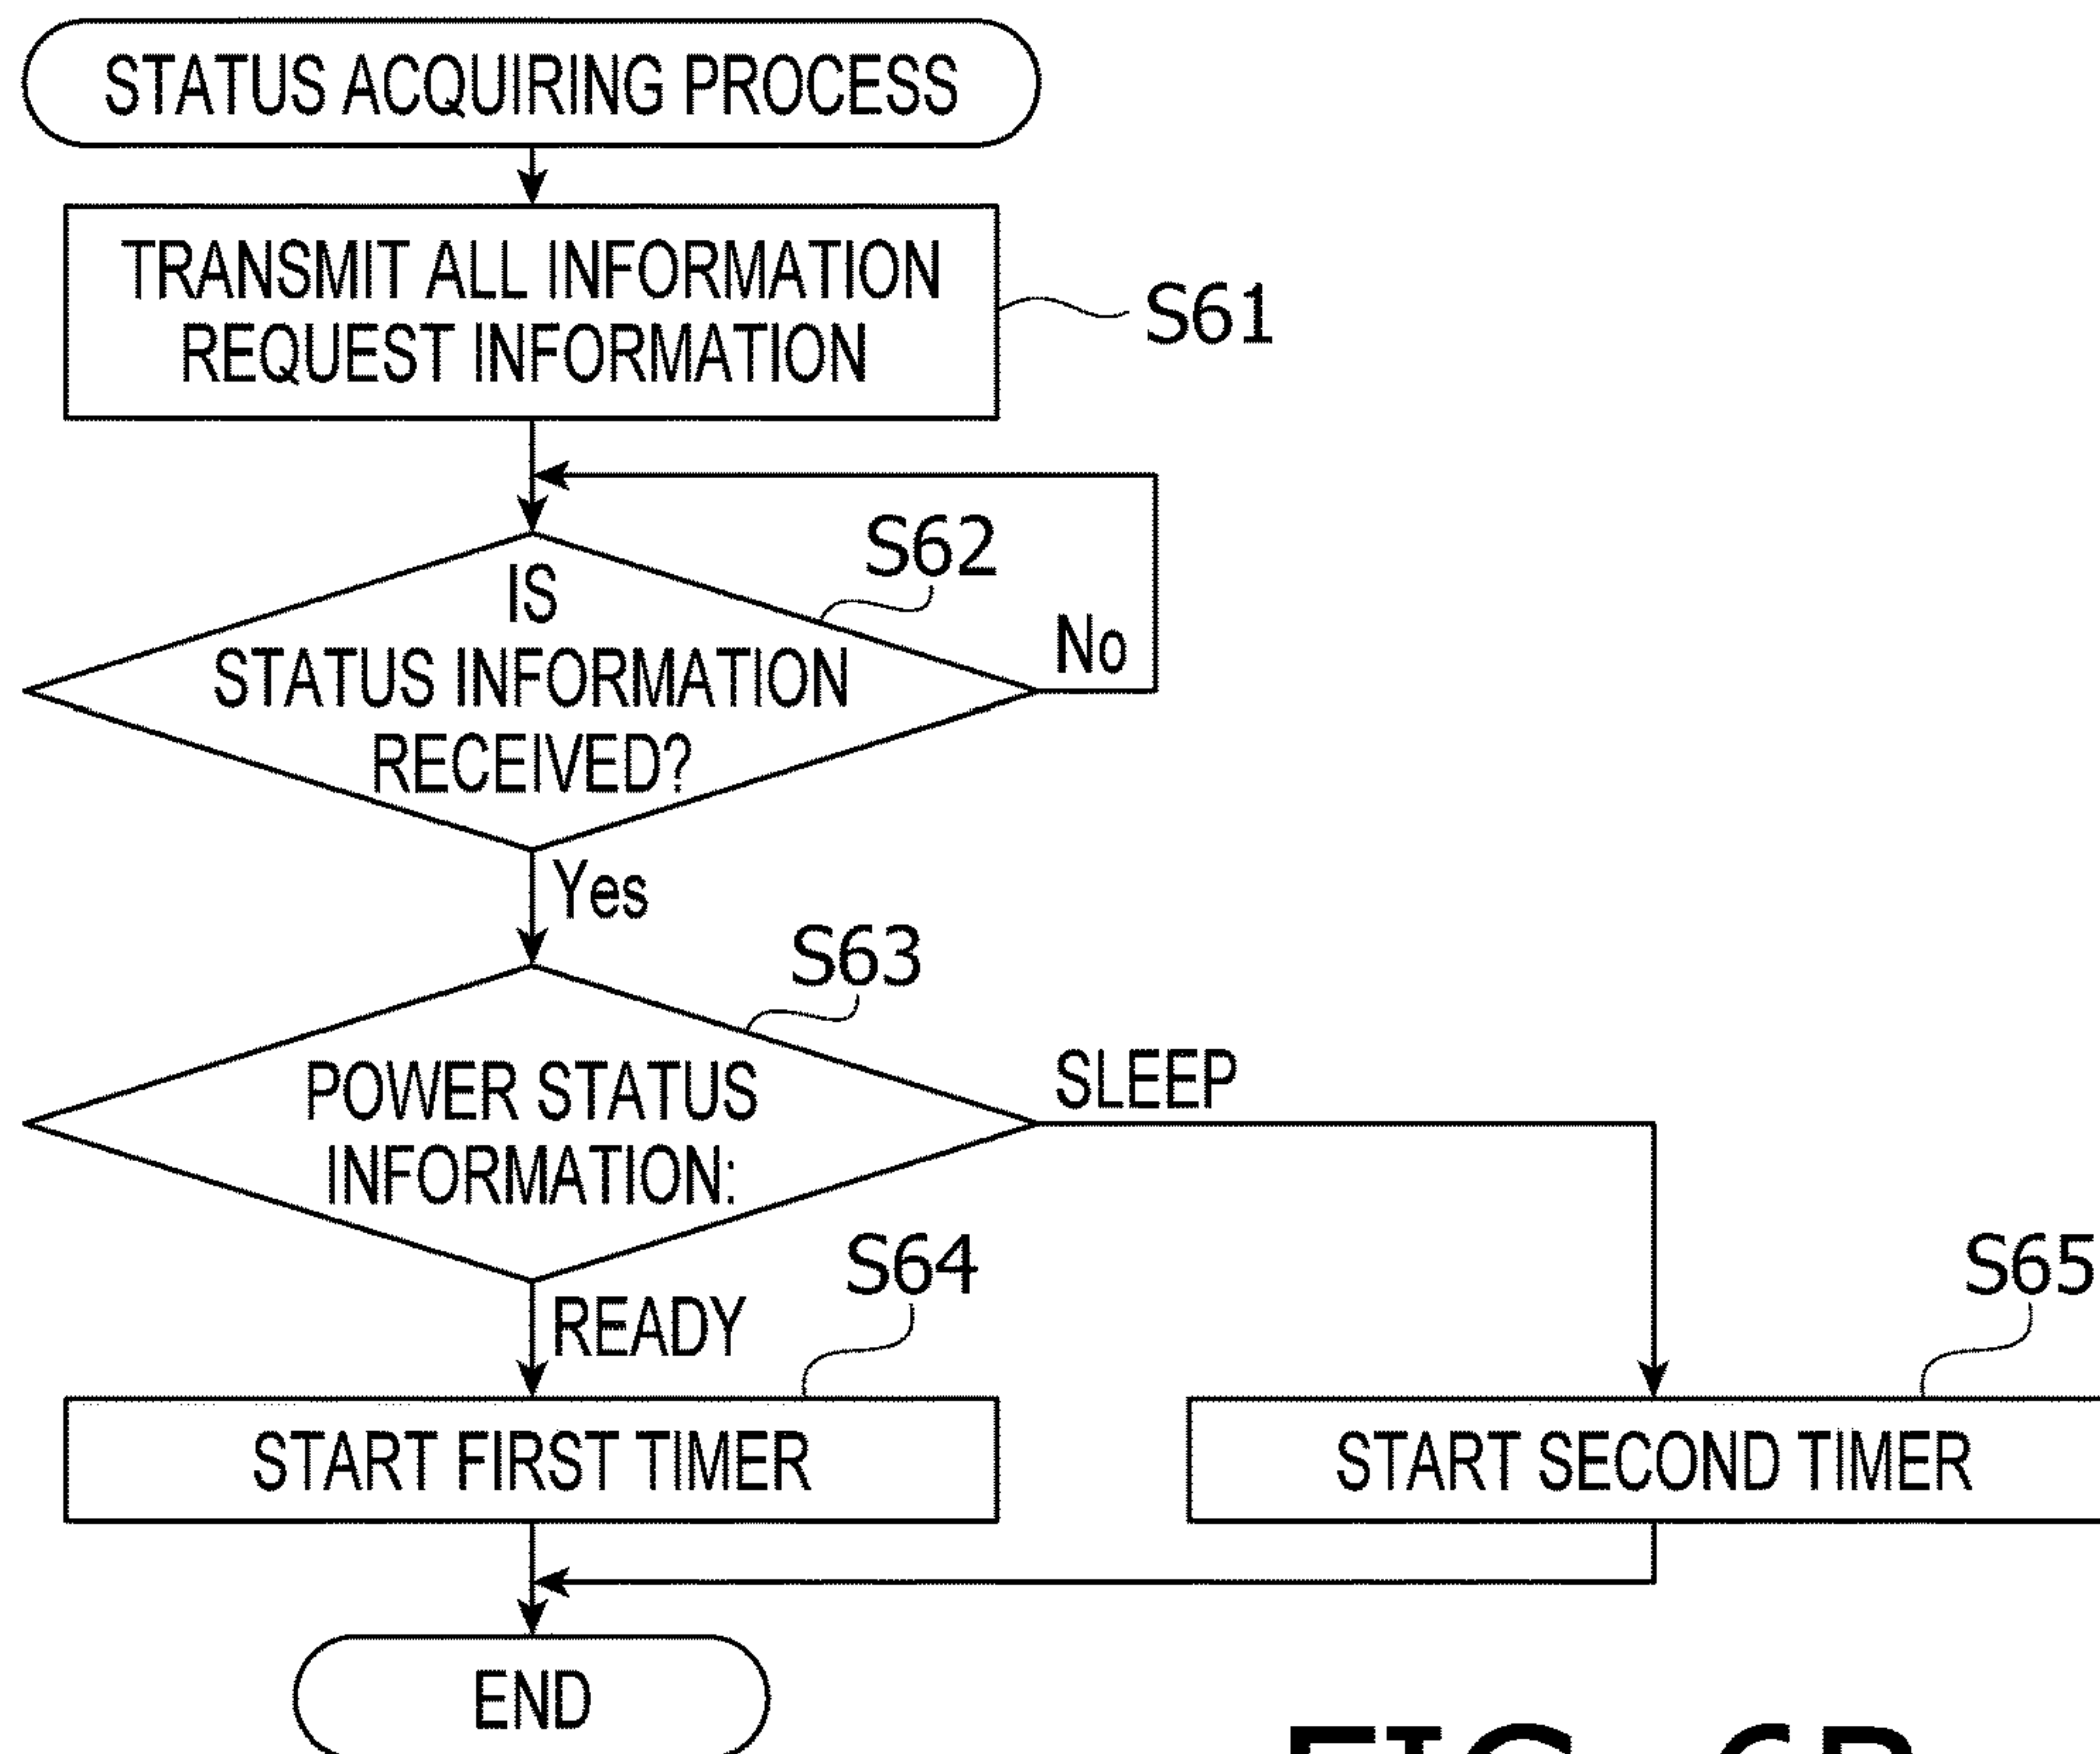 STATUS ACQUIRING PROCESS
TRANSMIT ALL INFORMATION
REQUEST INFORMATION
S61
S62
IS
STATUS INFORMATION
RECEIVED?
No
Yes
S63
POWER STATUS
INFORMATION:
SLEEP
READY
S64
S65
START FIRST TIMER
START SECOND TIMER
END